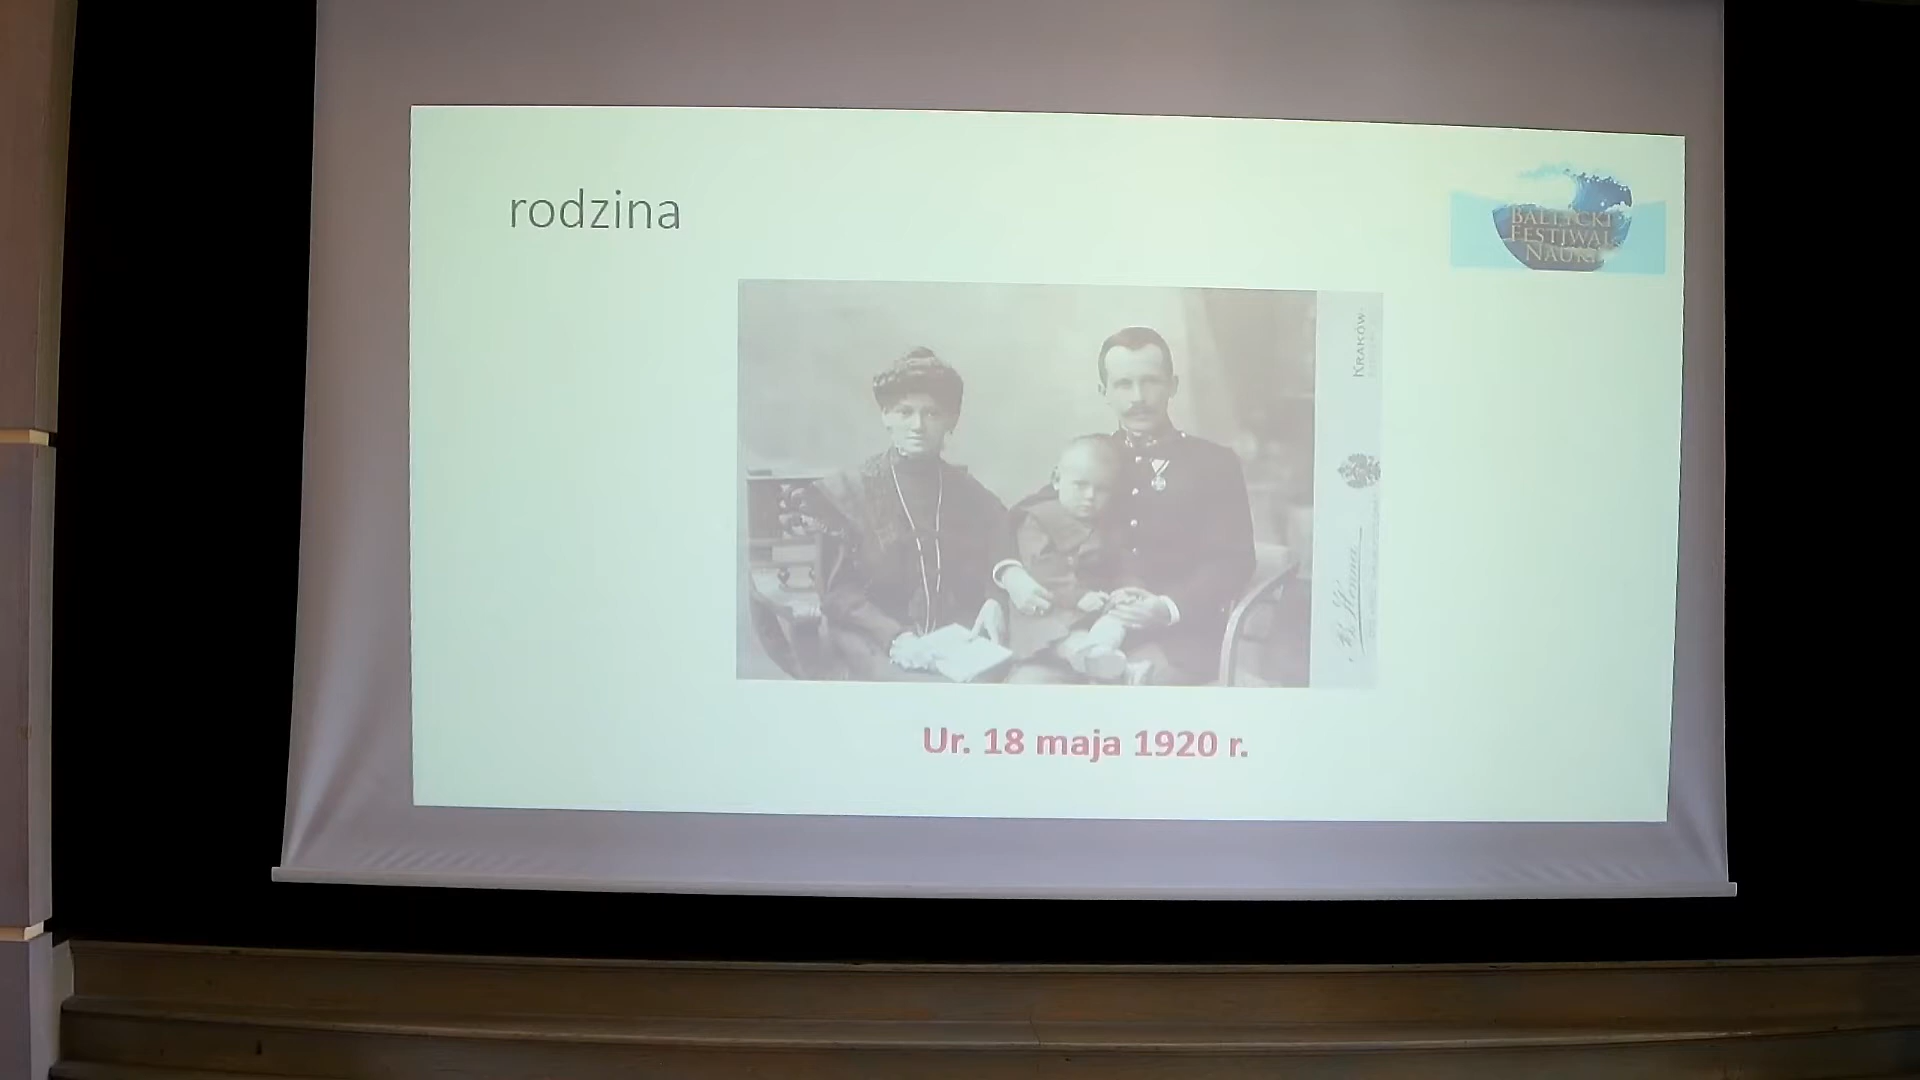 rodzina
BAŁTYCKI
FESTIWAL
NAUKI
KRAKÓW
Ur. 18 maja 1920 r.